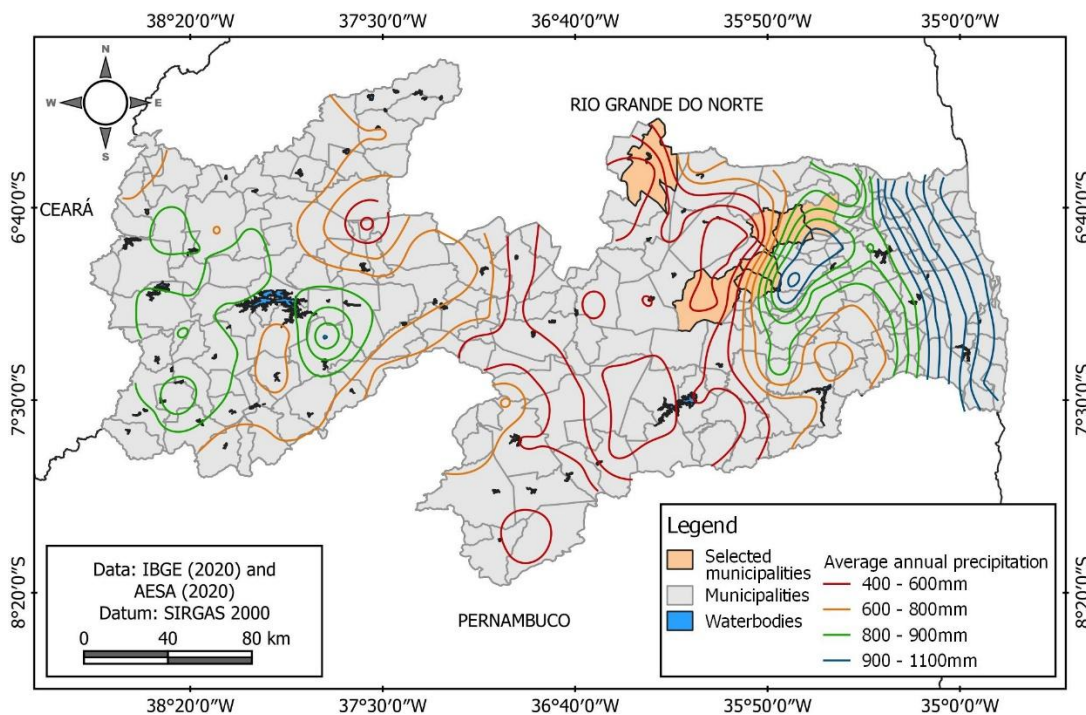 38°20'0"W 37°30'0"W 36°40'0"W 35°50'0"W 35°0'0"W
N
W E
S
RIO GRANDE DO NORTE
CEARÁ
6°40'0"S
6°40'0"S
7°30'0"S
7°30'0"S
8°20'0"S
8°20'0"S
PERNAMBUCO
Data: IBGE (2020) and
AESA (2020)
Datum: SIRGAS 2000
0 40 80 km
Legend
Selected
municipalities
Municipalities
Waterbodies
Average annual precipitation
400 - 600mm
600 - 800mm
800 - 900mm
900 - 1100mm
38°20'0"W 37°30'0"W 36°40'0"W 35°50'0"W 35°0'0"W